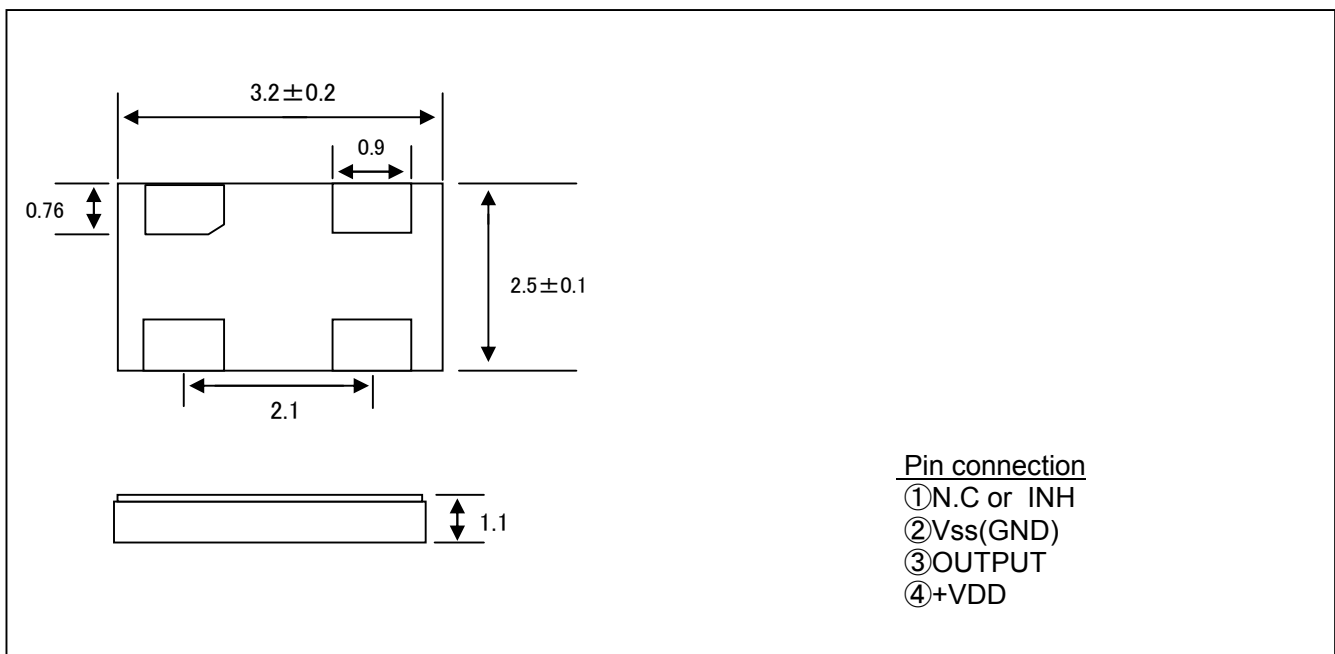 3.2±0.2
0.9
0.76
2.5±0.1
2.1
1.1
Pin connection
①N.C or INH
②Vss(GND)
③OUTPUT
④+VDD